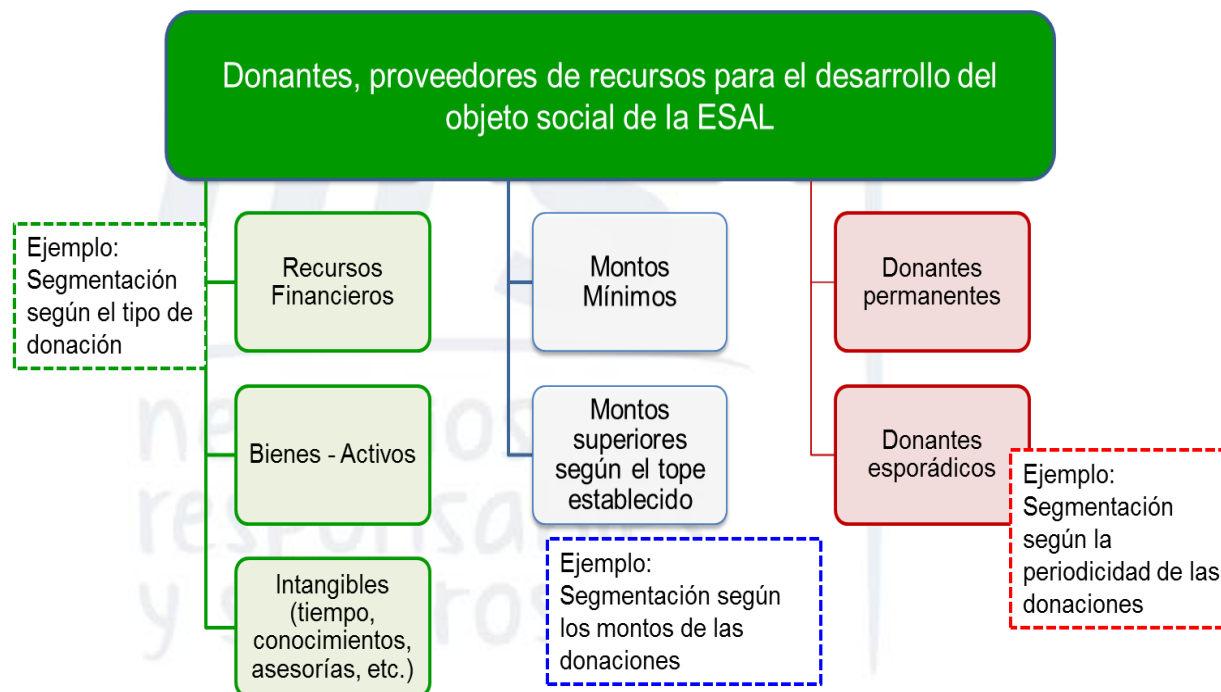 Donantes, proveedores de recursos para el desarrollo del
objeto social de la ESAL
Ejemplo:
Segmentación
según el tipo de
donación
Recursos
Financieros
Bienes - Activos
Intangibles
(tiempo,
conocimientos,
asesorías, etc.)
Montos
Mínimos
Montos
superiores
según el tope
establecido
Ejemplo:
Segmentación según
los montos de las
donaciones
Donantes
permanentes
Donantes
esporádicos
Ejemplo:
Segmentación
según la
periodicidad de las
donaciones